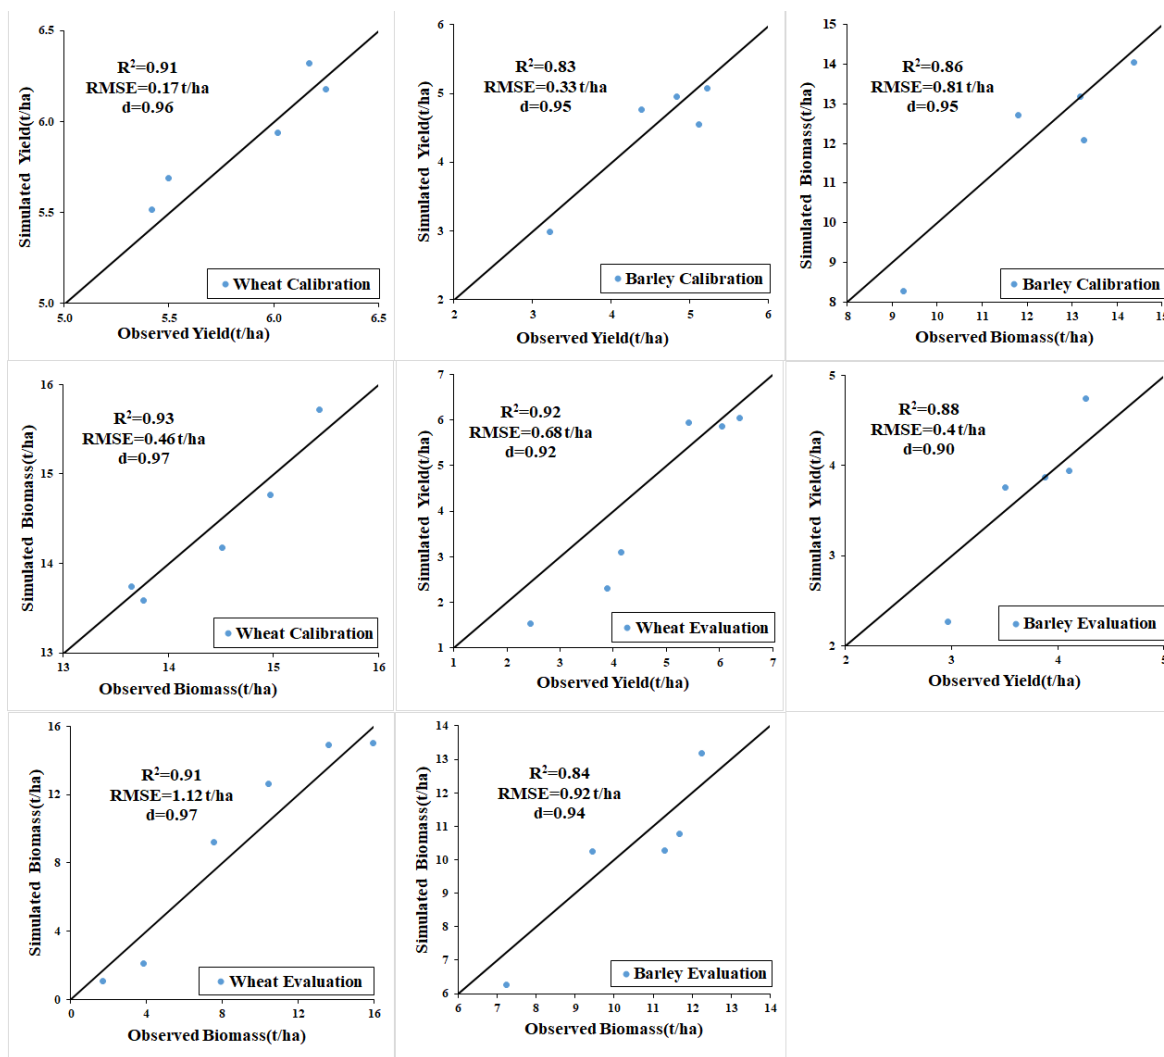 6.5
6.0
5.5
5.0
Simulated Yield(t/ha)
R²=0.91
RMSE=0.17 t/ha
d=0.96
Wheat Calibration
5.0 5.5 6.0 6.5
Observed Yield(t/ha)
6
5
4
3
2
Simulated Yield(t/ha)
R²=0.83
RMSE=0.33 t/ha
d=0.95
Barley Calibration
2 3 4 5 6
Observed Yield(t/ha)
15
14
13
12
11
10
9
8
Simulated Biomass(t/ha)
R²=0.86
RMSE=0.81 t/ha
d=0.95
Barley Calibration
8 9 10 11 12 13 14 15
Observed Biomass(t/ha)
16
15
14
13
Simulated Biomass(t/ha)
R²=0.93
RMSE=0.46 t/ha
d=0.97
Wheat Calibration
13 14 15 16
Observed Biomass(t/ha)
7
6
5
4
3
2
1
Simulated Yield(t/ha)
R²=0.92
RMSE=0.68 t/ha
d=0.92
Wheat Evaluation
1 2 3 4 5 6 7
Observed Yield(t/ha)
5
4
3
2
Simulated Yield(t/ha)
R²=0.88
RMSE=0.4 t/ha
d=0.90
Barley Evaluation
2 3 4 5
Observed Yield(t/ha)
16
12
8
4
0
Simulated Biomass(t/ha)
R²=0.91
RMSE=1.12 t/ha
d=0.97
Wheat Evaluation
0 4 8 12 16
Observed Biomass(t/ha)
14
13
12
11
10
9
8
7
6
Simulated Biomass(t/ha)
R²=0.84
RMSE=0.92 t/ha
d=0.94
Barley Evaluation
6 7 8 9 10 11 12 13 14
Observed Biomass(t/ha)